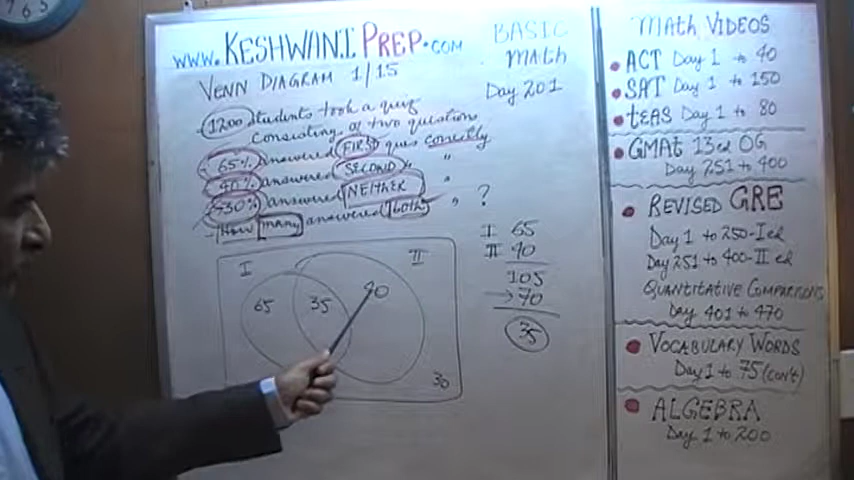 www.KESHWANIPREP.COM
BASIC
Math
Day 201
VENN DIAGRAM 1/15
1200 students took a quiz
consisting of two questions
65% answered FIRST ques correctly
40% answered SECOND " "
30% answered NEITHER "
How many answered both " ?
I 65
II 40
105
→ 70
35
I
II
65
35
40
30
Math VIDEOS
ACT Day 1 to 40
SAT Day 1 to 150
tEAS Day 1 to 80
GMAt 13ed OG
Day 251 to 400
REVISED GRE
Day 1 to 250-I ed
Day 251 to 400-II ed
QUANTITATIVE COMPARISONS
Day 401 to 470
VOCABULARY WORDS
Day 1 to 75 (con't)
ALGEBRA
Day 1 to 200